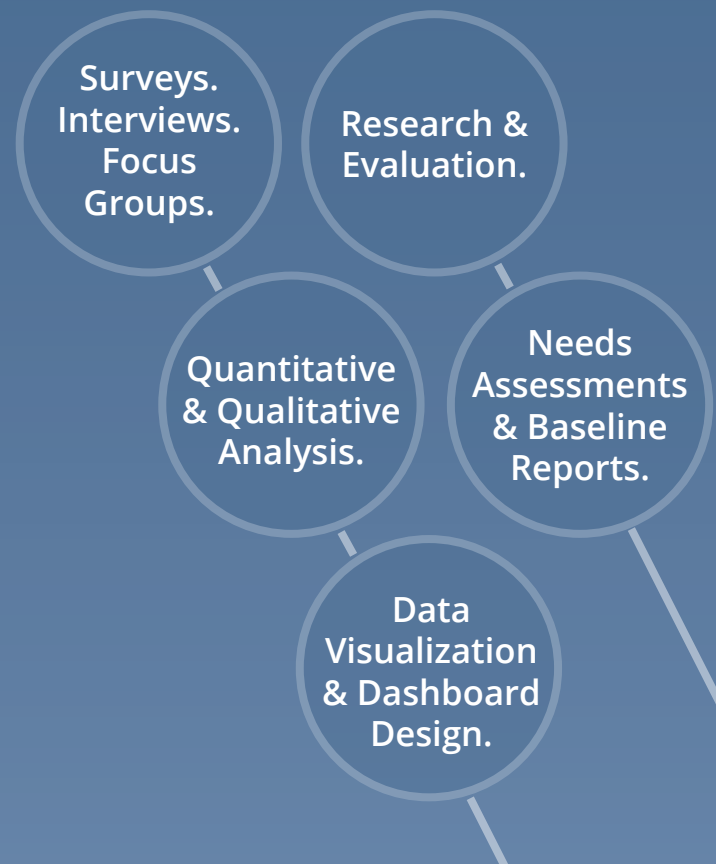 Surveys.
Interviews.
Focus
Groups.
Research &
Evaluation.
Quantitative
& Qualitative
Analysis.
Needs
Assessments
& Baseline
Reports.
Data
Visualization
& Dashboard
Design.